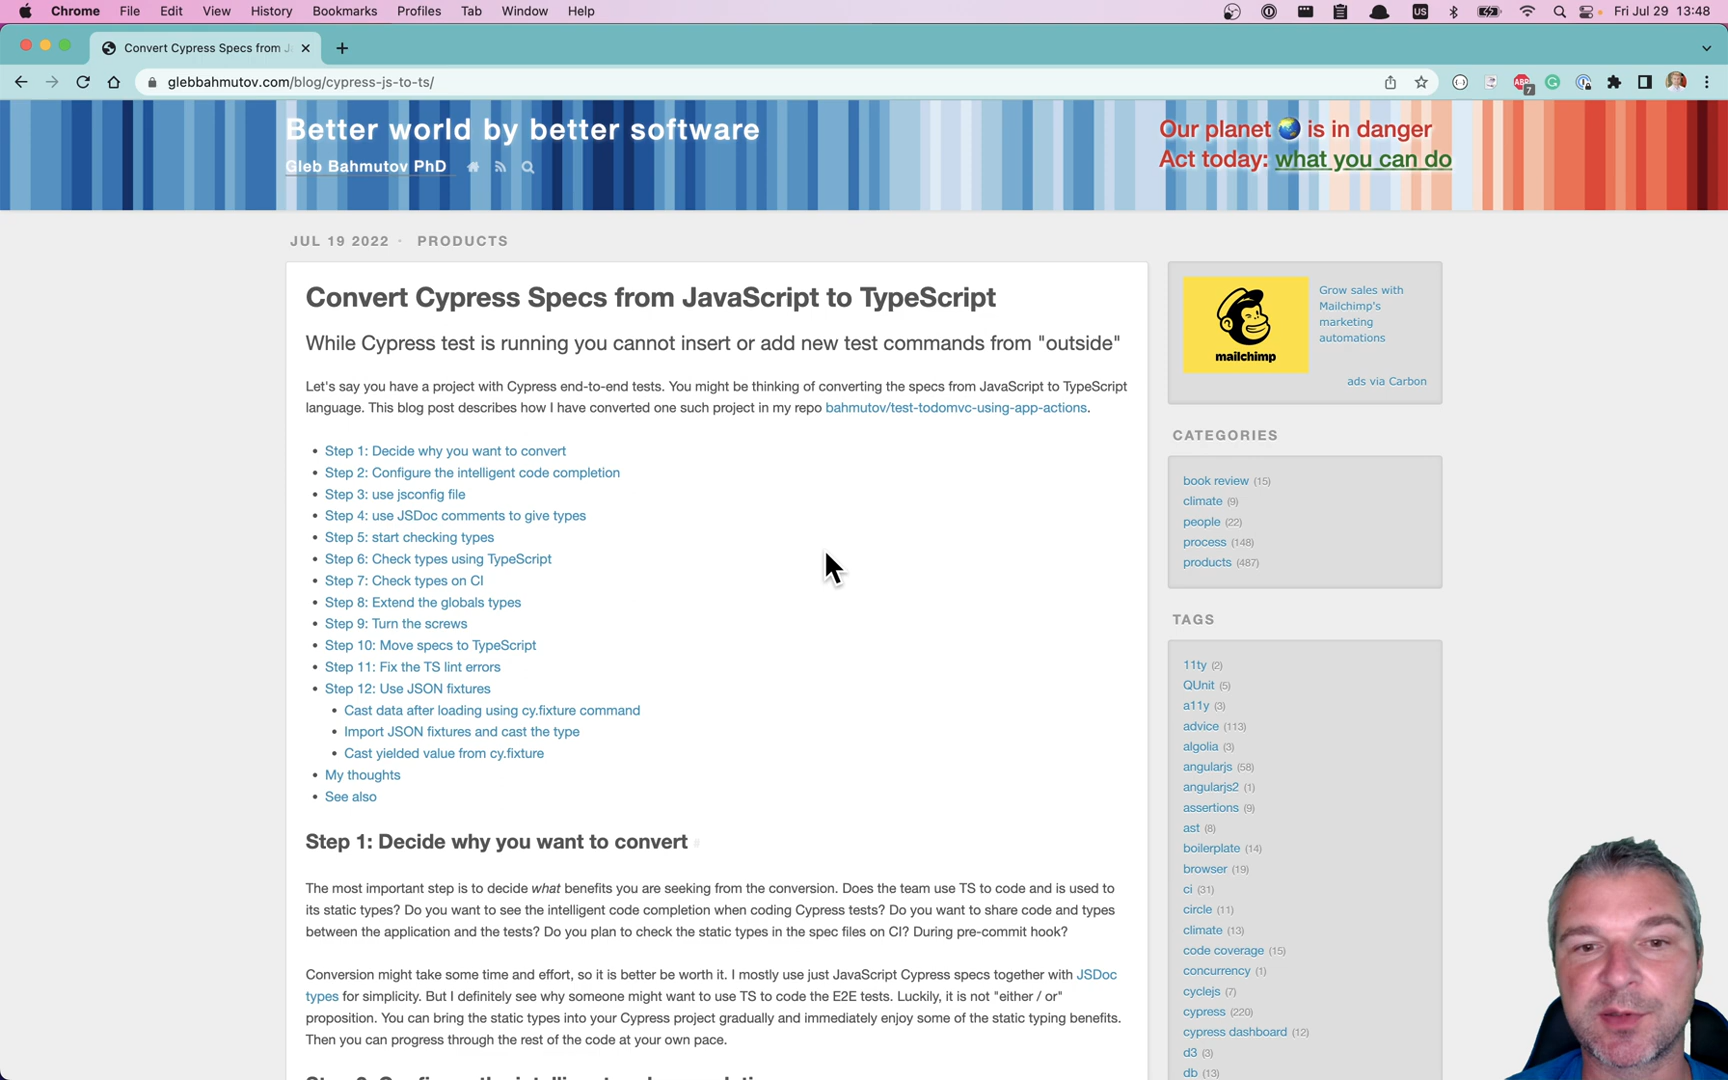 Chrome File Edit View History Bookmarks Profiles Tab Window Help US Fri Jul 29 13:48
Convert Cypress Specs from J
glebbahmutov.com/blog/cypress-js-to-ts/
ABP 7
Better world by better software
Gleb Bahmutov PhD
Our planet 🌏 is in danger
Act today: what you can do
JUL 19 2022 · PRODUCTS
Convert Cypress Specs from JavaScript to TypeScript
While Cypress test is running you cannot insert or add new test commands from "outside"
Let's say you have a project with Cypress end-to-end tests. You might be thinking of converting the specs from JavaScript to TypeScript
language. This blog post describes how I have converted one such project in my repo bahmutov/test-todomvc-using-app-actions.
• Step 1: Decide why you want to convert
• Step 2: Configure the intelligent code completion
• Step 3: use jsconfig file
• Step 4: use JSDoc comments to give types
• Step 5: start checking types
• Step 6: Check types using TypeScript
• Step 7: Check types on CI
• Step 8: Extend the globals types
• Step 9: Turn the screws
• Step 10: Move specs to TypeScript
• Step 11: Fix the TS lint errors
• Step 12: Use JSON fixtures
• Cast data after loading using cy.fixture command
• Import JSON fixtures and cast the type
• Cast yielded value from cy.fixture
• My thoughts
• See also
Step 1: Decide why you want to convert #
The most important step is to decide what benefits you are seeking from the conversion. Does the team use TS to code and is used to
its static types? Do you want to see the intelligent code completion when coding Cypress tests? Do you want to share code and types
between the application and the tests? Do you plan to check the static types in the spec files on CI? During pre-commit hook?
Conversion might take some time and effort, so it is better be worth it. I mostly use just JavaScript Cypress specs together with JSDoc
types for simplicity. But I definitely see why someone might want to use TS to code the E2E tests. Luckily, it is not "either / or"
proposition. You can bring the static types into your Cypress project gradually and immediately enjoy some of the static typing benefits.
Then you can progress through the rest of the code at your own pace.
mailchimp
Grow sales with
Mailchimp's
marketing
automations
ads via Carbon
CATEGORIES
book review (15)
climate (9)
people (22)
process (148)
products (487)
TAGS
11ty (2)
QUnit (5)
a11y (3)
advice (113)
algolia (3)
angularjs (58)
angularjs2 (1)
assertions (9)
ast (8)
boilerplate (14)
browser (19)
ci (31)
circle (11)
climate (13)
code coverage (15)
concurrency (1)
cyclejs (7)
cypress (220)
cypress dashboard (12)
d3 (3)
db (13)